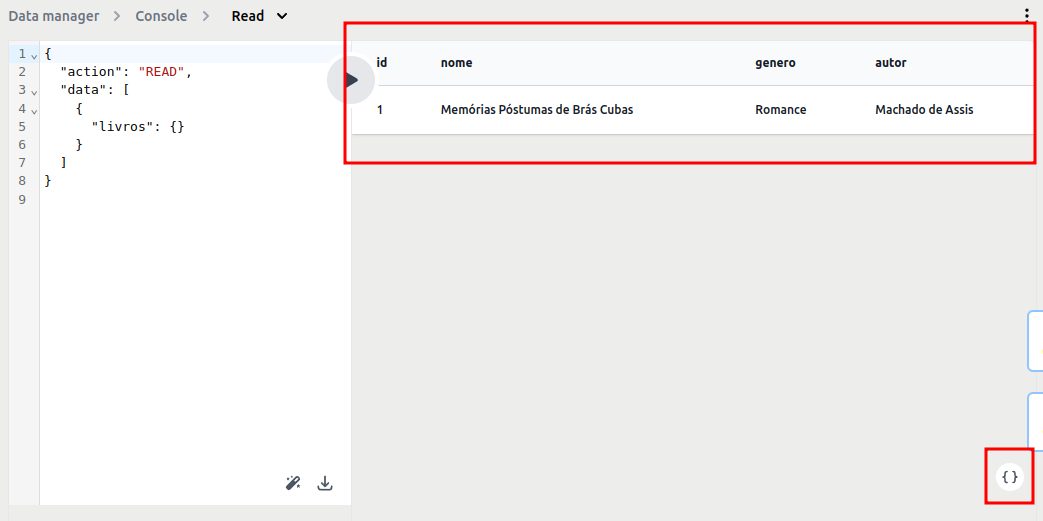 Data manager > Console > Read
1 {
2 "action": "READ",
3 "data": [
4 {
5 "livros": {}
6 }
7 ]
8 }
9
id nome genero autor
1 Memórias Póstumas de Brás Cubas Romance Machado de Assis
{}